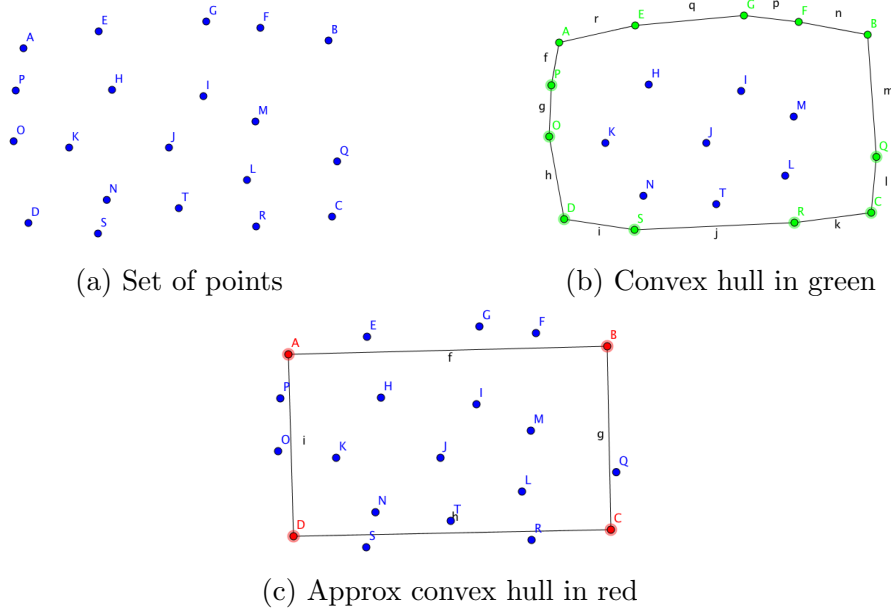 G
F
E
B
A
P
H
I
M
O
K
J
Q
L
N
T
D
S
R
C
(a) Set of points
G
p
F
q
n
r
E
B
A
f
H
I
P
m
g
M
O
K
J
Q
L
h
l
N
T
D
S
R
C
i
j
k
(b) Convex hull in green
G
E
F
A
B
f
P
H
I
M
O
i
K
J
g
Q
L
N
T
h
D
C
S
R
(c) Approx convex hull in red